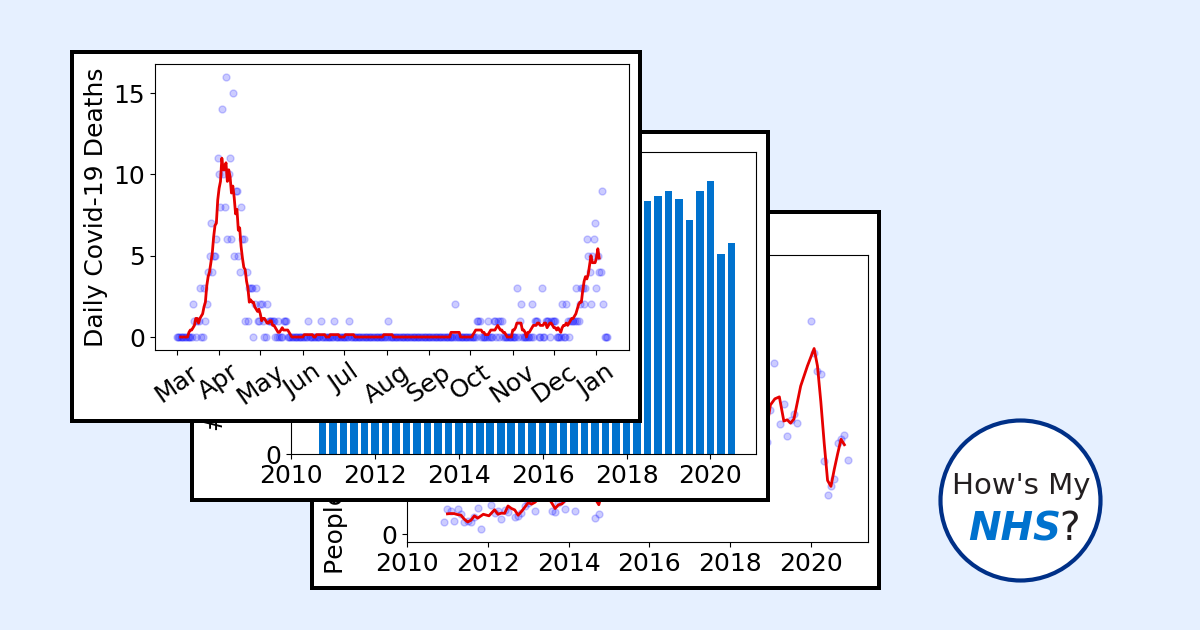 Daily Covid-19 Deaths
15
10
5
0
Mar Apr May Jun Jul Aug Sep Oct Nov Dec Jan
#
0
2010 2012 2014 2016 2018 2020
People
0
2010 2012 2014 2016 2018 2020
How's My
NHS?